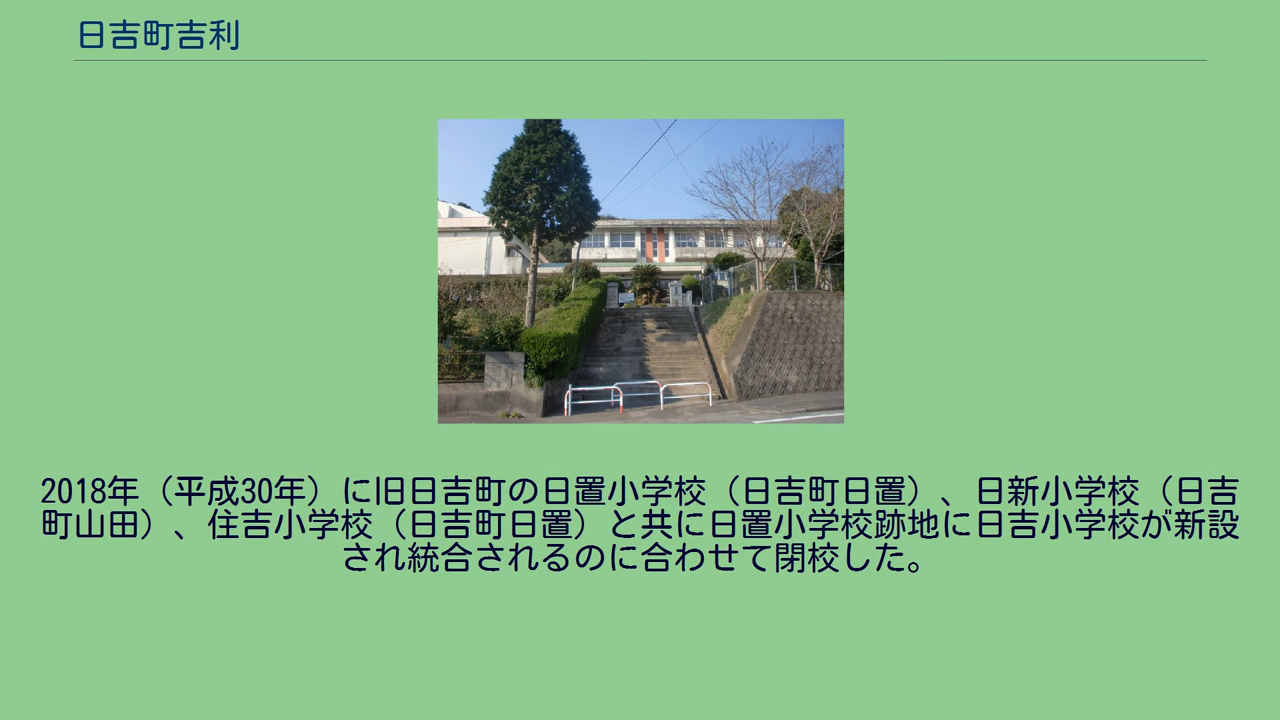 日吉町吉利
2018年（平成30年）に旧日吉町の日置小学校（日吉町日置）、日新小学校（日吉
町山田）、住吉小学校（日吉町日置）と共に日置小学校跡地に日吉小学校が新設
され統合されるのに合わせて閉校した。